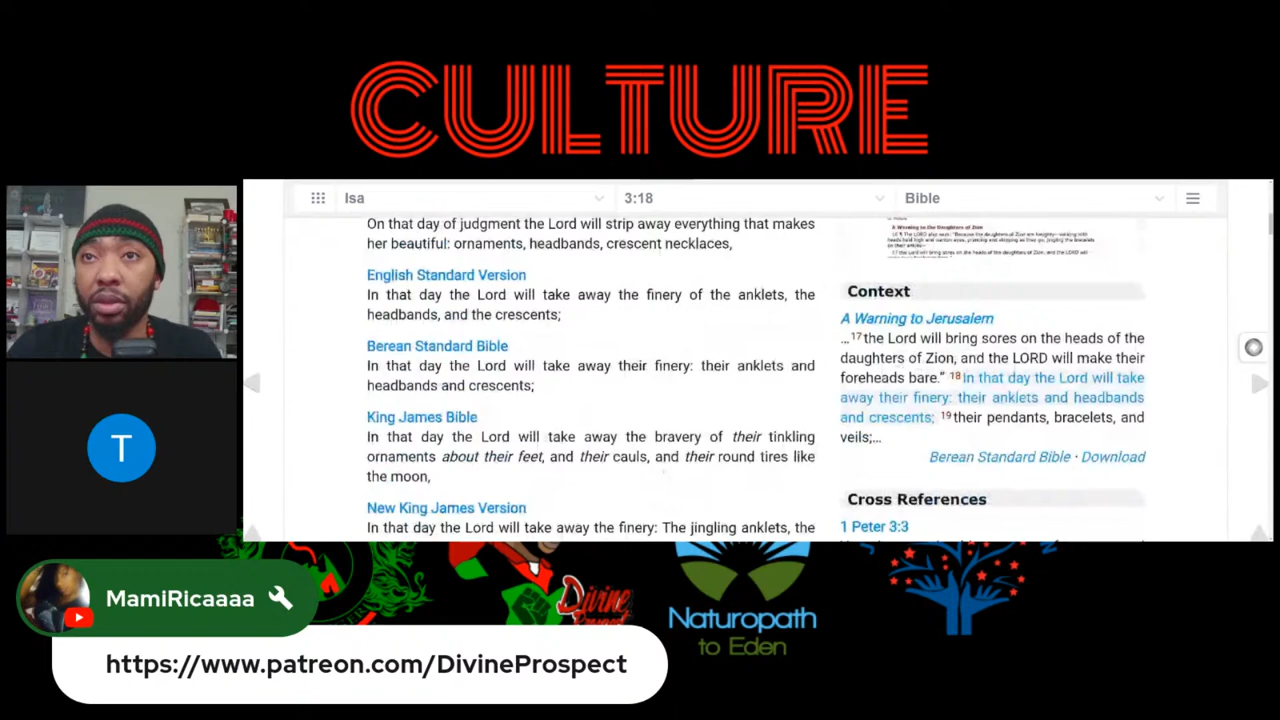 CULTURE
Isa
3:18
Bible
On that day of judgment the Lord will strip away everything that makes
her beautiful: ornaments, headbands, crescent necklaces,
English Standard Version
In that day the Lord will take away the finery of the anklets, the
headbands, and the crescents;
Berean Standard Bible
In that day the Lord will take away their finery: their anklets and
headbands and crescents;
King James Bible
In that day the Lord will take away the bravery of their tinkling
ornaments about their feet, and their cauls, and their round tires like
the moon,
New King James Version
In that day the Lord will take away the finery: The jingling anklets, the
A Warning to the Daughters of Zion
Context
A Warning to Jerusalem
…17the Lord will bring sores on the heads of the
daughters of Zion, and the LORD will make their
foreheads bare.” 18In that day the Lord will take
away their finery: their anklets and headbands
and crescents; 19their pendants, bracelets, and
veils;…
Berean Standard Bible · Download
Cross References
1 Peter 3:3
T
Divine
Naturopath
to Eden
MamiRicaaaa
https://www.patreon.com/DivineProspect